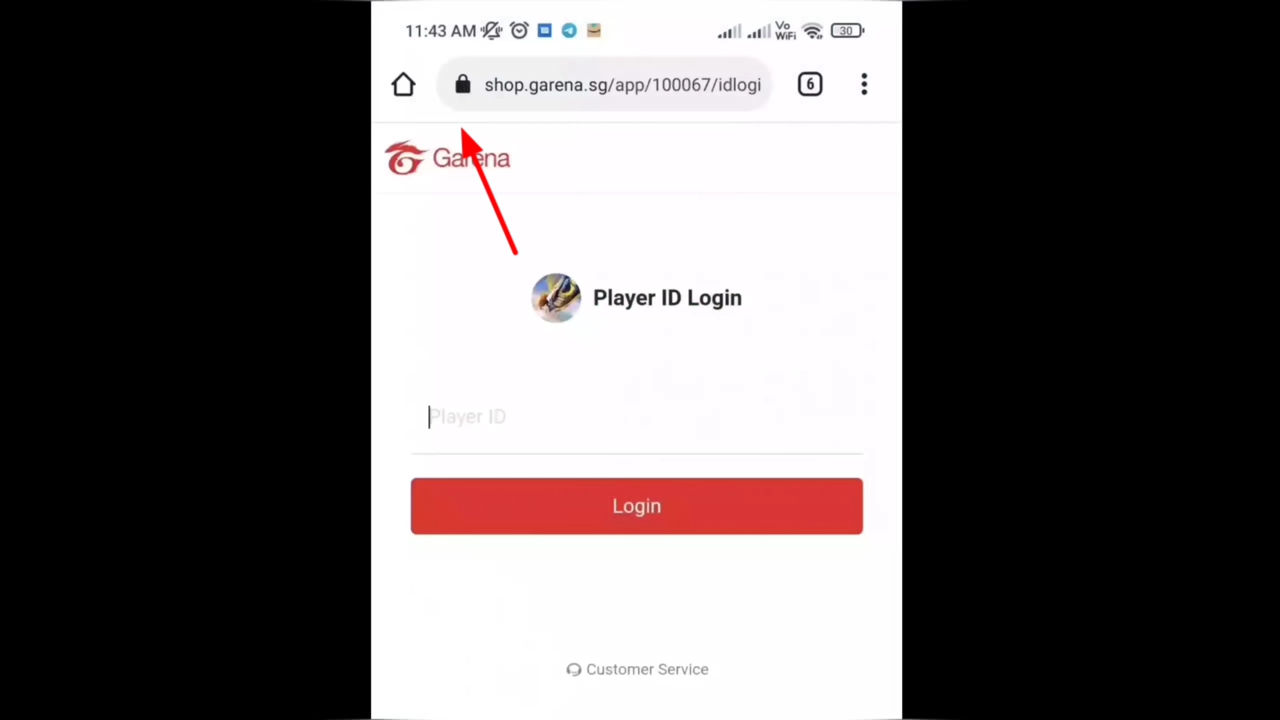 11:43 AM Vo WiFi 30
shop.garena.sg/app/100067/idlogi 6
Garena
Player ID Login
Player ID
Login
Customer Service